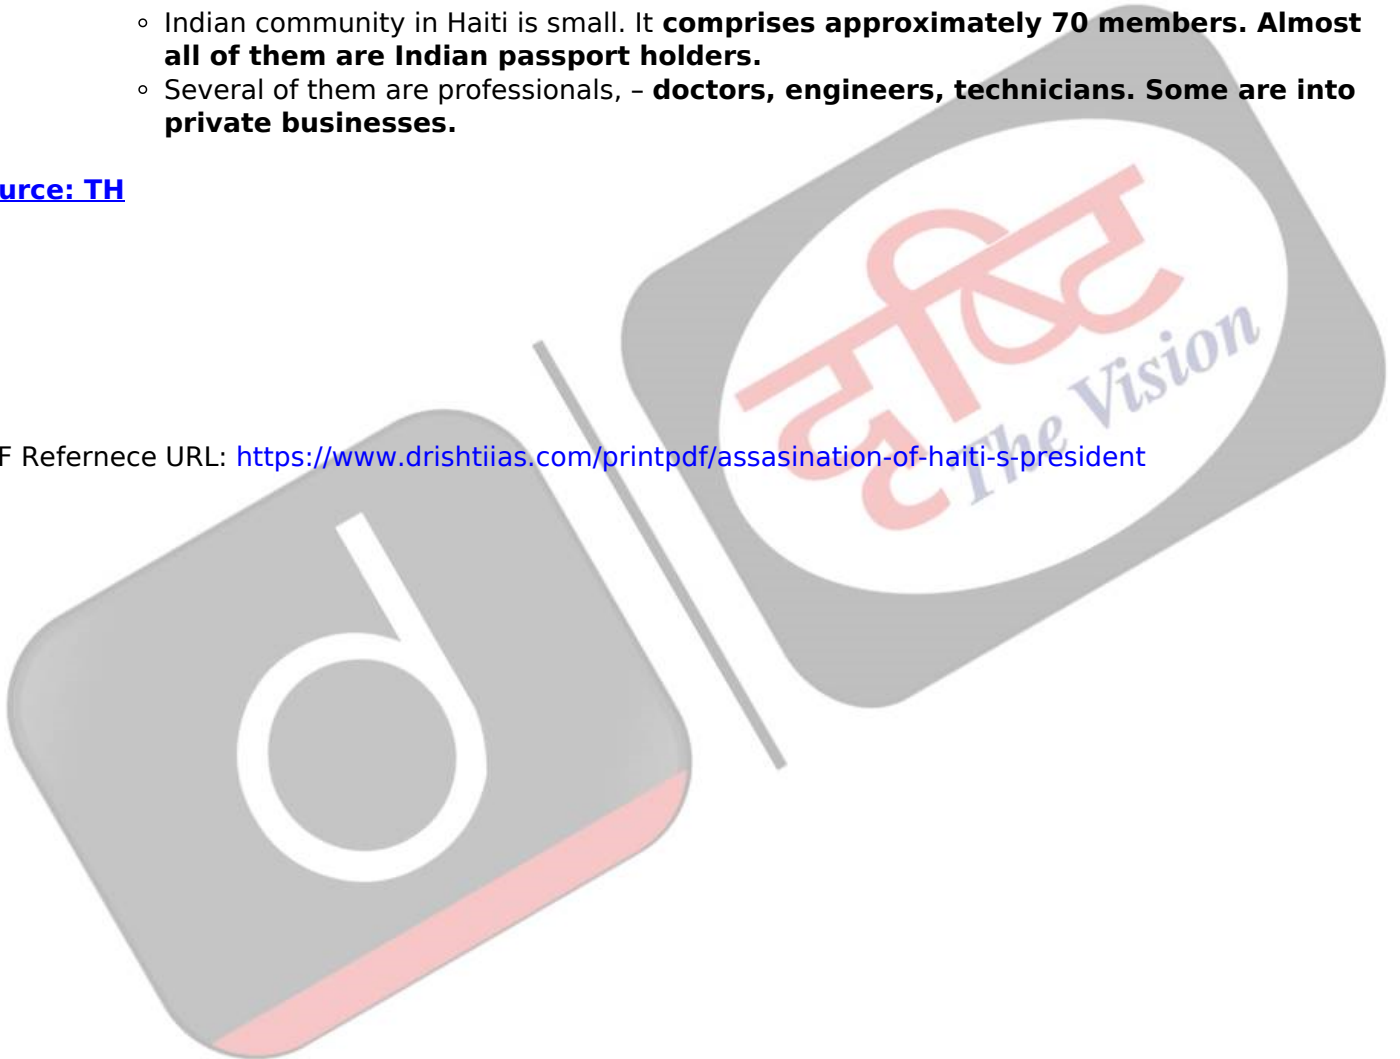 ◦ Indian community in Haiti is small. It comprises approximately 70 members. Almost
all of them are Indian passport holders.
◦ Several of them are professionals, – doctors, engineers, technicians. Some are into
private businesses.
urce: TH
दृष्टि
The Vision
F Refernece URL: https://www.drishtiias.com/printpdf/assasination-of-haiti-s-president
d